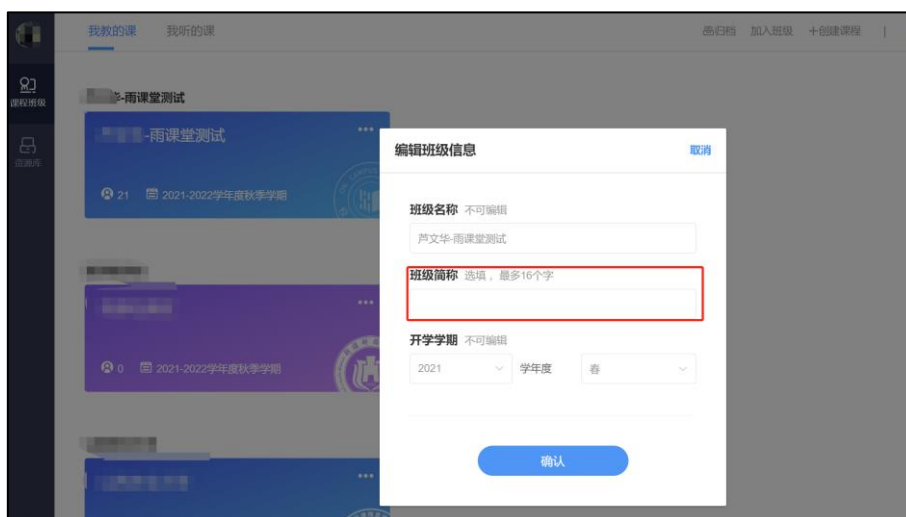 我教的课 我听的课 归档 加入班级 +创建课程
课程班级
资源库
-雨课堂测试
-雨课堂测试
21 2021-2022学年度秋季学期
0 2021-2022学年度秋季学期
编辑班级信息 取消
班级名称 不可编辑
芦文华-雨课堂测试
班级简称 选填，最多16个字
开学学期 不可编辑
2021 学年度 春
确认